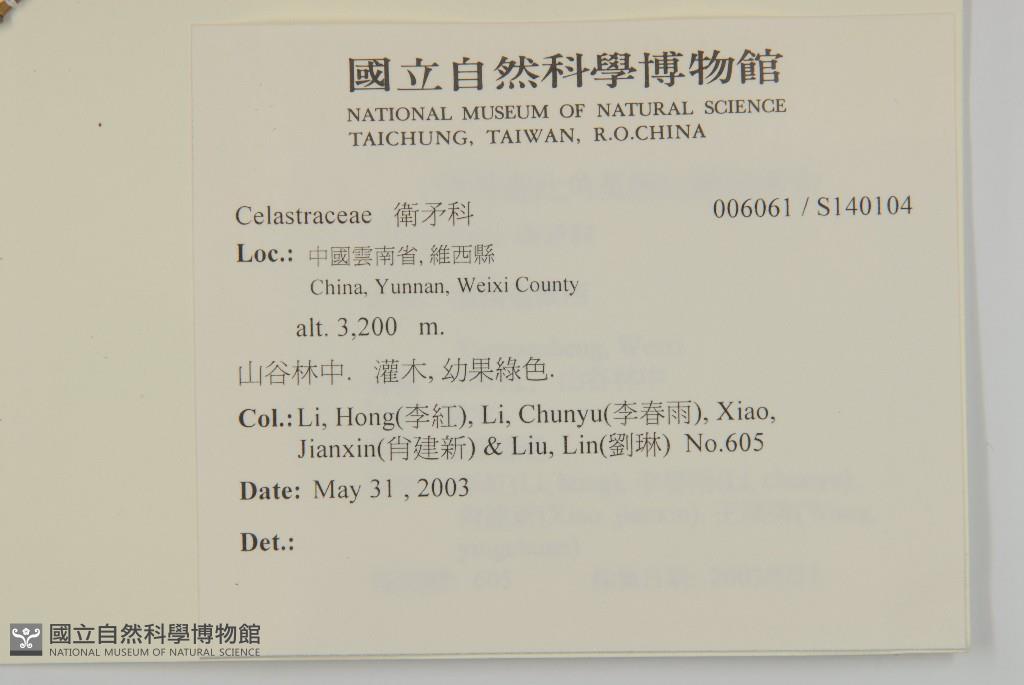 國立自然科學博物館
NATIONAL MUSEUM OF NATURAL SCIENCE
TAICHUNG, TAIWAN, R.O.CHINA
Celastraceae 衛矛科 006061 / S140104
Loc.: 中國雲南省, 維西縣
China, Yunnan, Weixi County
alt. 3,200 m.
山谷林中. 灌木, 幼果綠色.
Col.: Li, Hong(李紅), Li, Chunyu(李春雨), Xiao,
Jianxin(肖建新) & Liu, Lin(劉琳) No.605
Date: May 31 , 2003
Det.:
國立自然科學博物館
NATIONAL MUSEUM OF NATURAL SCIENCE